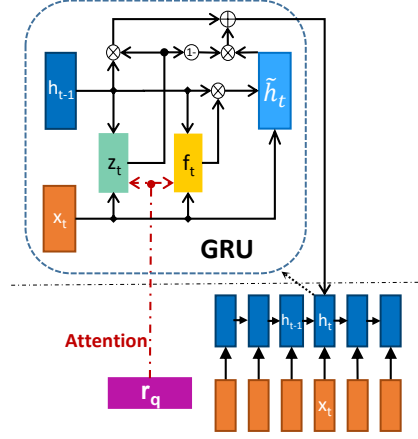 1-
h_{t-1}
h̃_t
z_t
f_t
x_t
GRU
h_{t-1}
h_t
Attention
r_q
x_t